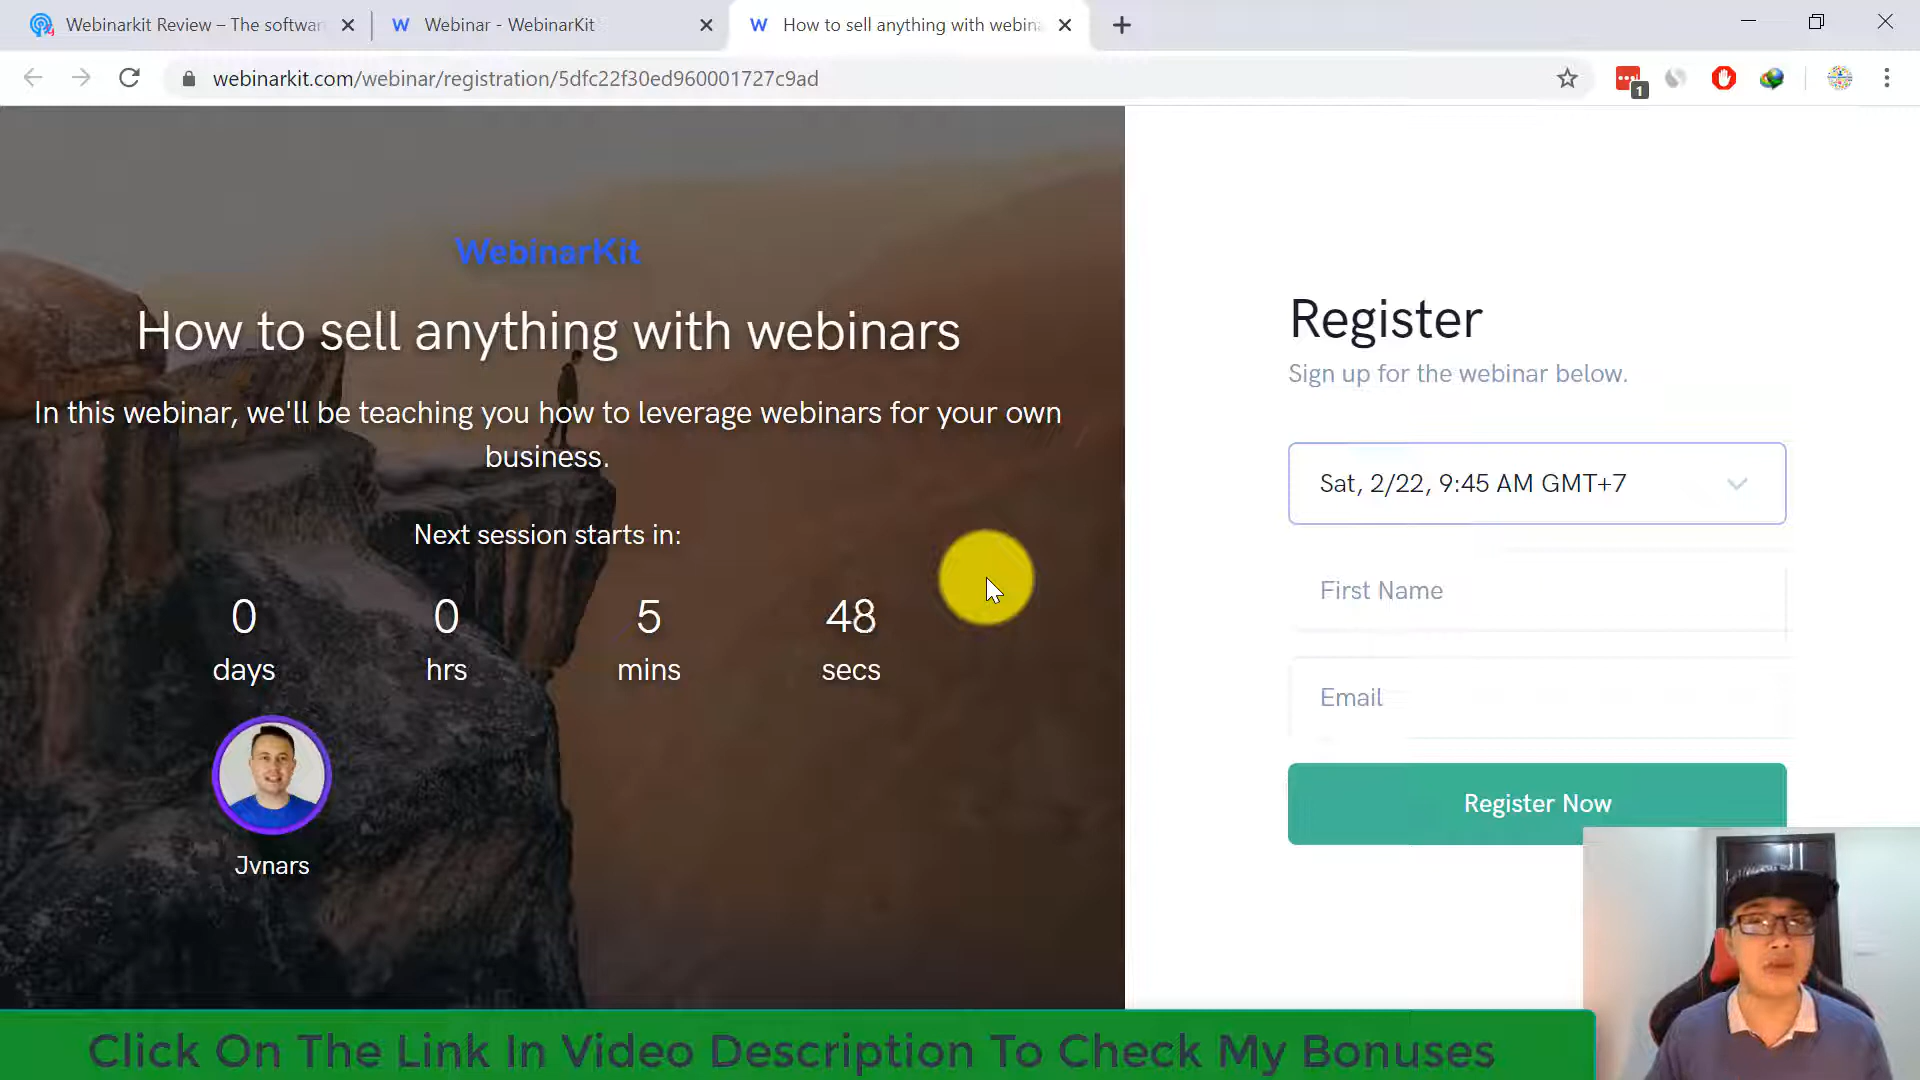 Webinarkit Review – The softwar
Webinar - WebinarKit
How to sell anything with webina
webinarkit.com/webinar/registration/5dfc22f30ed960001727c9ad
1
WebinarKit
How to sell anything with webinars
In this webinar, we'll be teaching you how to leverage webinars for your own
business.
Next session starts in:
0 0 5 48
days hrs mins secs
Jvnars
Register
Sign up for the webinar below.
Sat, 2/22, 9:45 AM GMT+7
First Name
Email
Register Now
Click On The Link In Video Description To Check My Bonuses